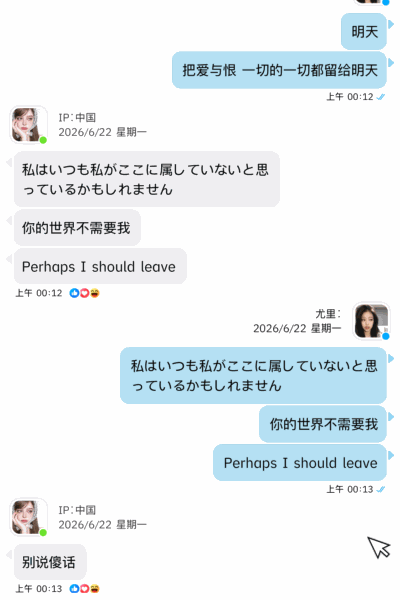 明天
把爱与恨 一切的一切都留给明天
上午 00:12
IP:中国
2026/6/22 星期一
私はいつも私がここに属していないと思
っているかもしれません
你的世界不需要我
Perhaps I should leave
上午 00:12
尤里:
2026/6/22 星期一
私はいつも私がここに属していないと思
っているかもしれません
你的世界不需要我
Perhaps I should leave
上午 00:13
IP:中国
2026/6/22 星期一
别说傻话
上午 00:13